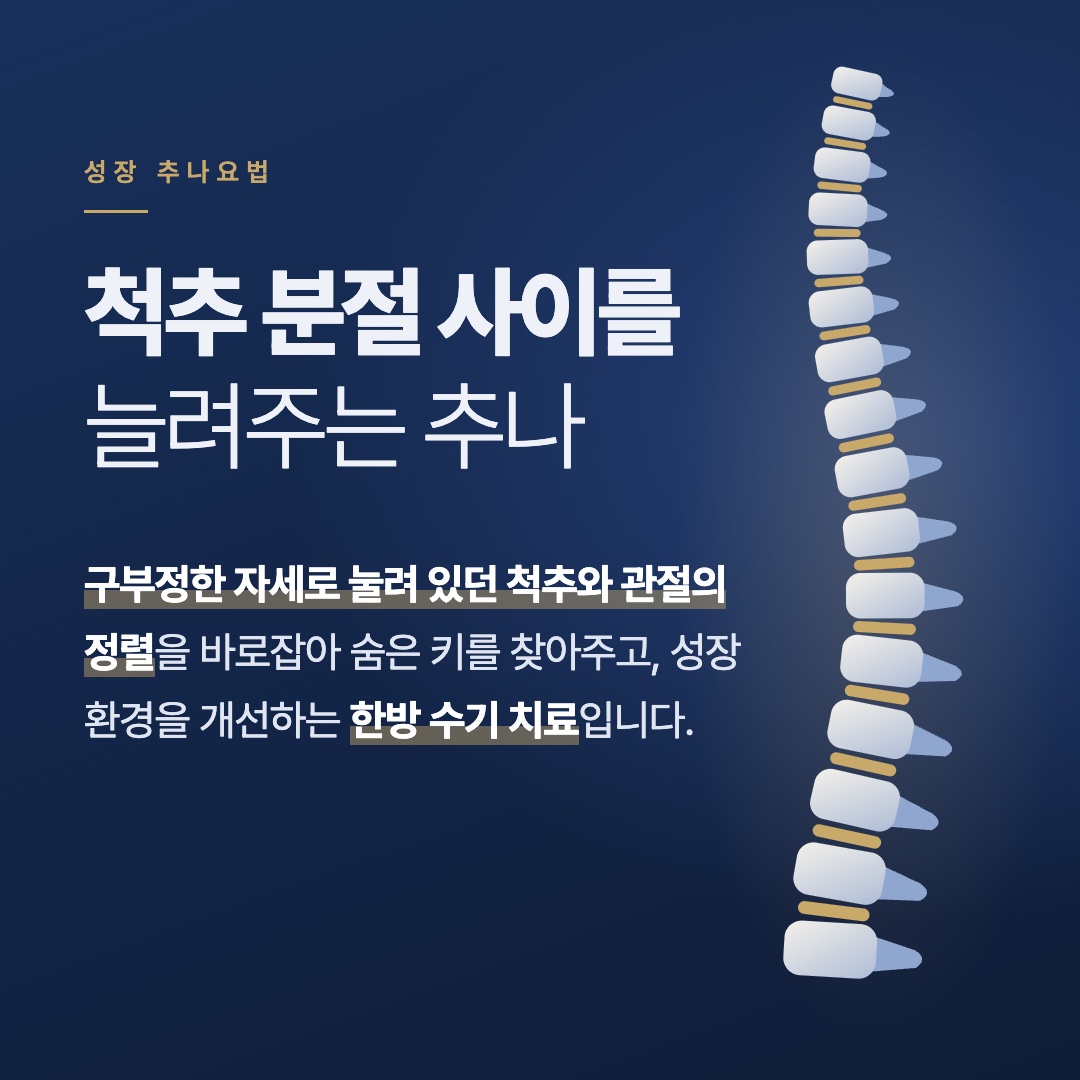 성장 추나요법
척추 분절 사이를
늘려주는 추나
구부정한 자세로 눌려 있던 척추와 관절의
정렬을 바로잡아 숨은 키를 찾아주고, 성장
환경을 개선하는 한방 수기 치료입니다.